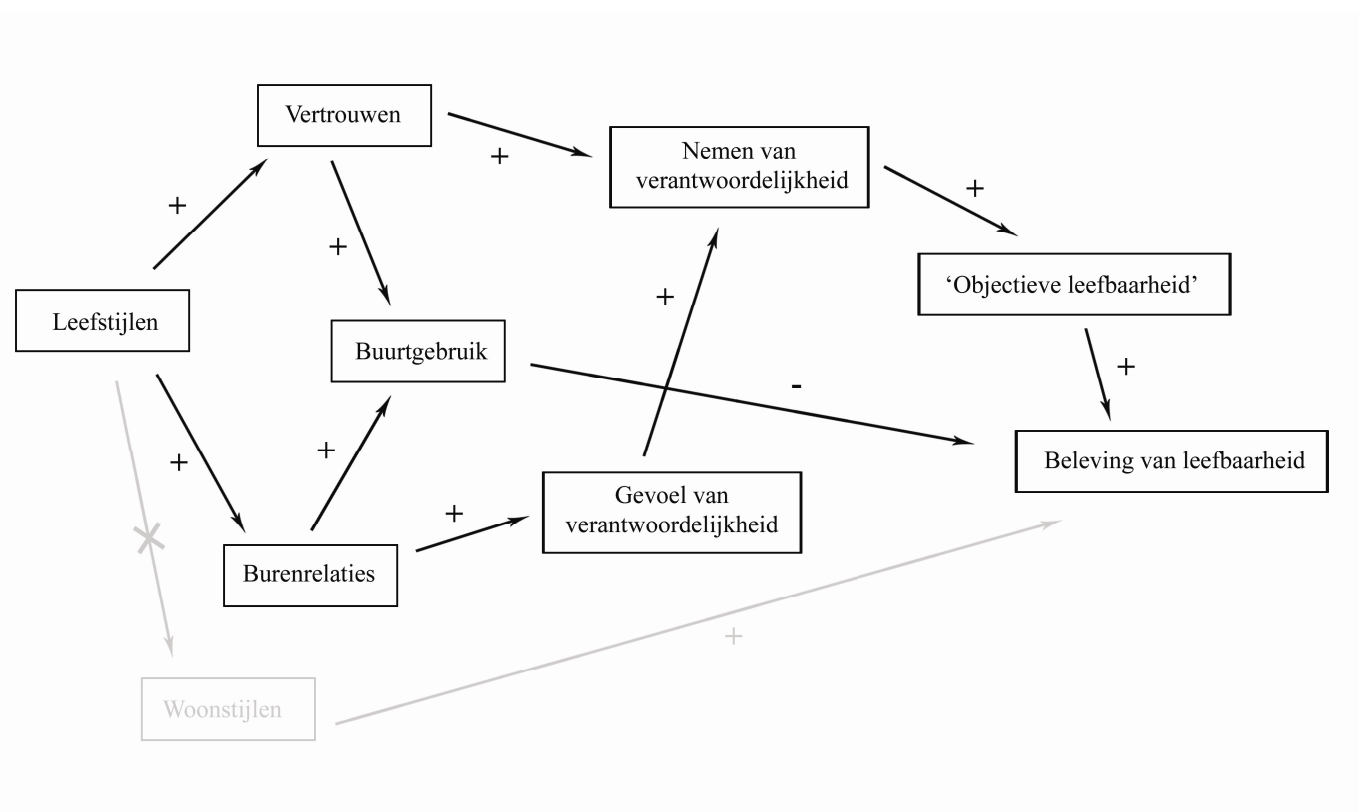 Vertrouwen
+
Nemen van
verantwoordelijkheid
+
+
+
‘Objectieve leefbaarheid’
Leefstijlen
+
Buurtgebruik
-
+
+
+
Beleving van leefbaarheid
+
Gevoel van
verantwoordelijkheid
Burenrelaties
+
Woonstijlen